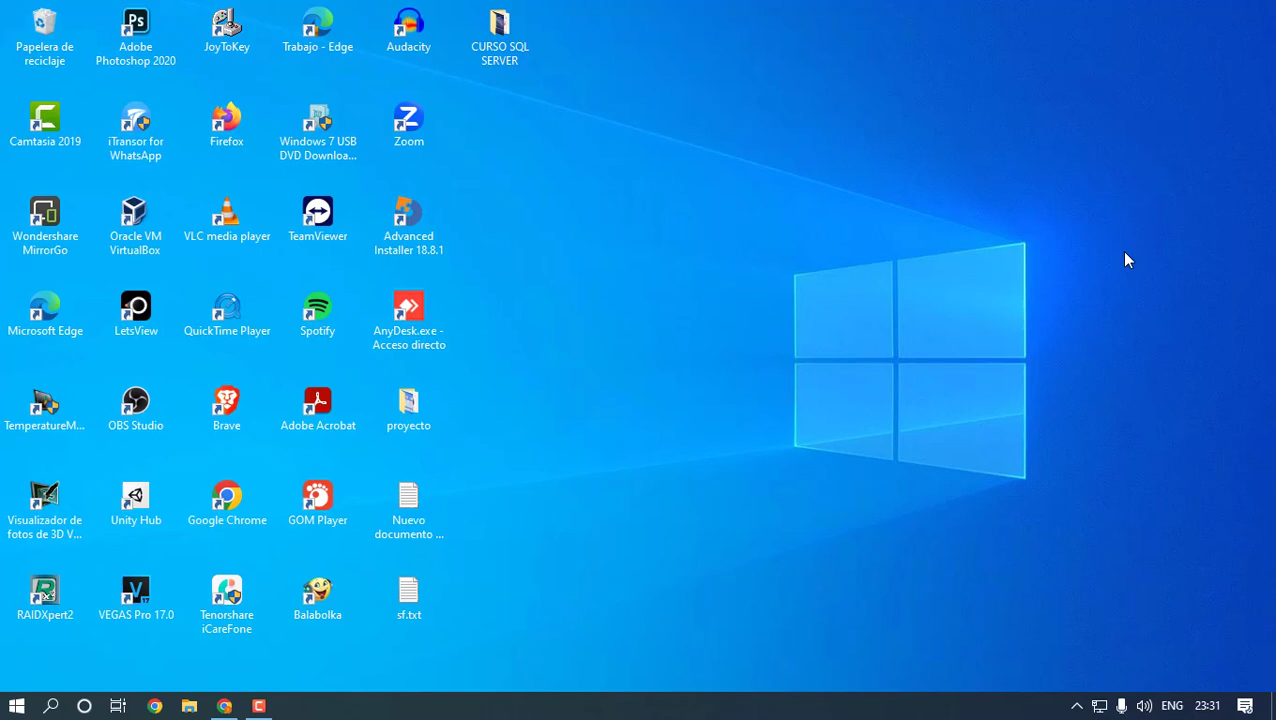 Papelera de
reciclaje
Adobe
Photoshop 2020
JoyToKey
Trabajo - Edge
Audacity
CURSO SQL
SERVER
Camtasia 2019
iTransor for
WhatsApp
Firefox
Windows 7 USB
DVD Downloa...
Zoom
Wondershare
MirrorGo
Oracle VM
VirtualBox
VLC media player
TeamViewer
Advanced
Installer 18.8.1
Microsoft Edge
LetsView
QuickTime Player
Spotify
AnyDesk.exe -
Acceso directo
TemperatureM...
OBS Studio
Brave
Adobe Acrobat
proyecto
Visualizador de
fotos de 3D V...
Unity Hub
Google Chrome
GOM Player
Nuevo
documento ...
RAIDXpert2
VEGAS Pro 17.0
Tenorshare
iCareFone
Balabolka
sf.txt
ENG
23:31